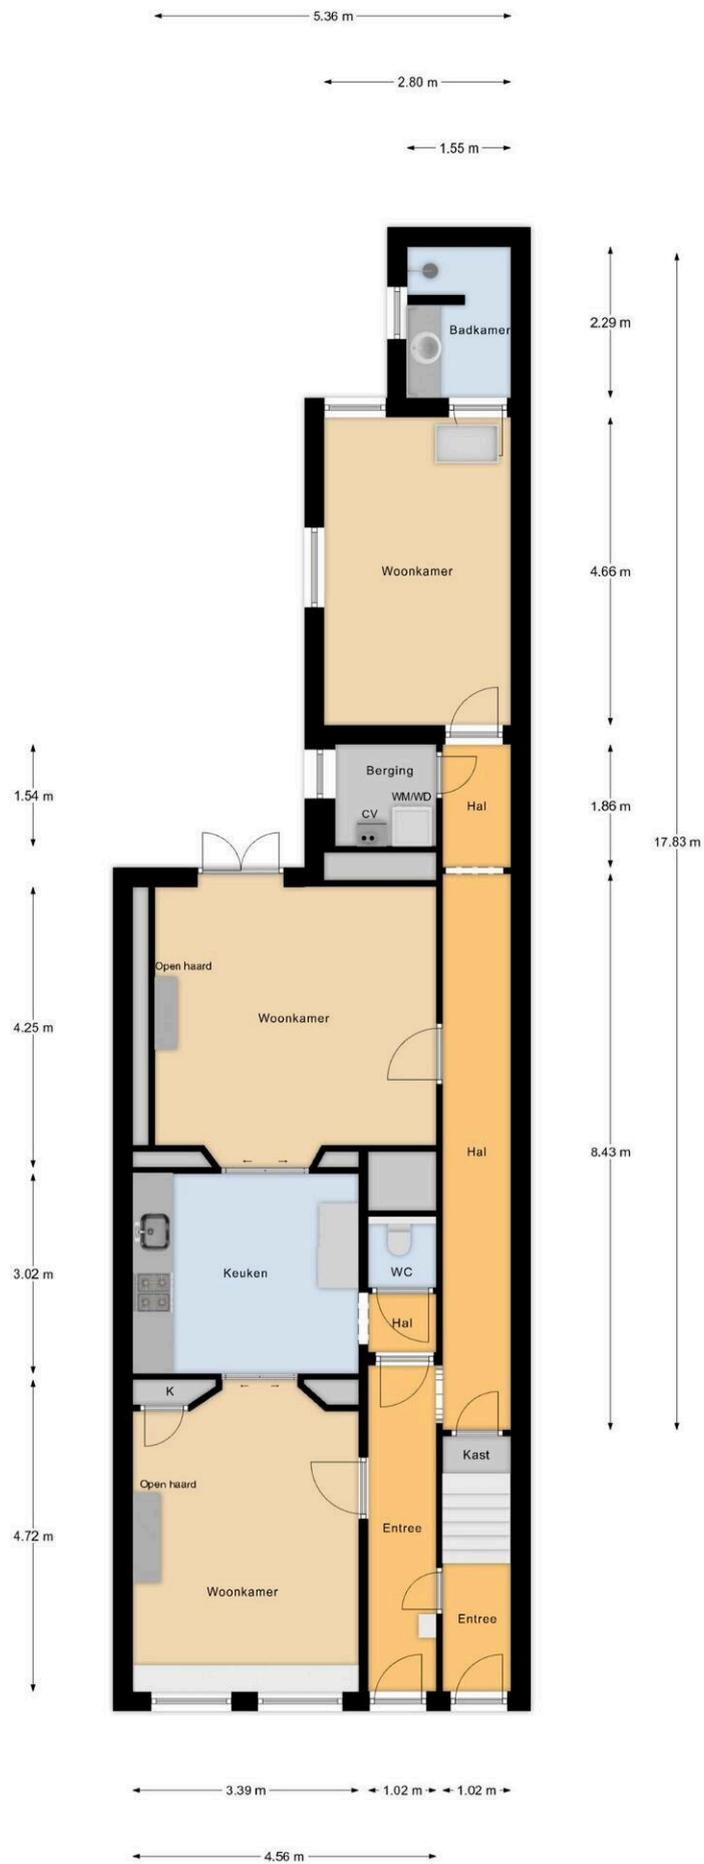 5.36 m
2.80 m
1.55 m
Badkamer
2.29 m
Woonkamer
4.66 m
Berging
WM/WD
CV
Hal
1.54 m
1.86 m
17.83 m
Open haard
Woonkamer
4.25 m
Hal
8.43 m
Keuken
WC
3.02 m
Hal
K
Kast
Open haard
Entree
4.72 m
Woonkamer
Entree
3.39 m
1.02 m
1.02 m
4.56 m